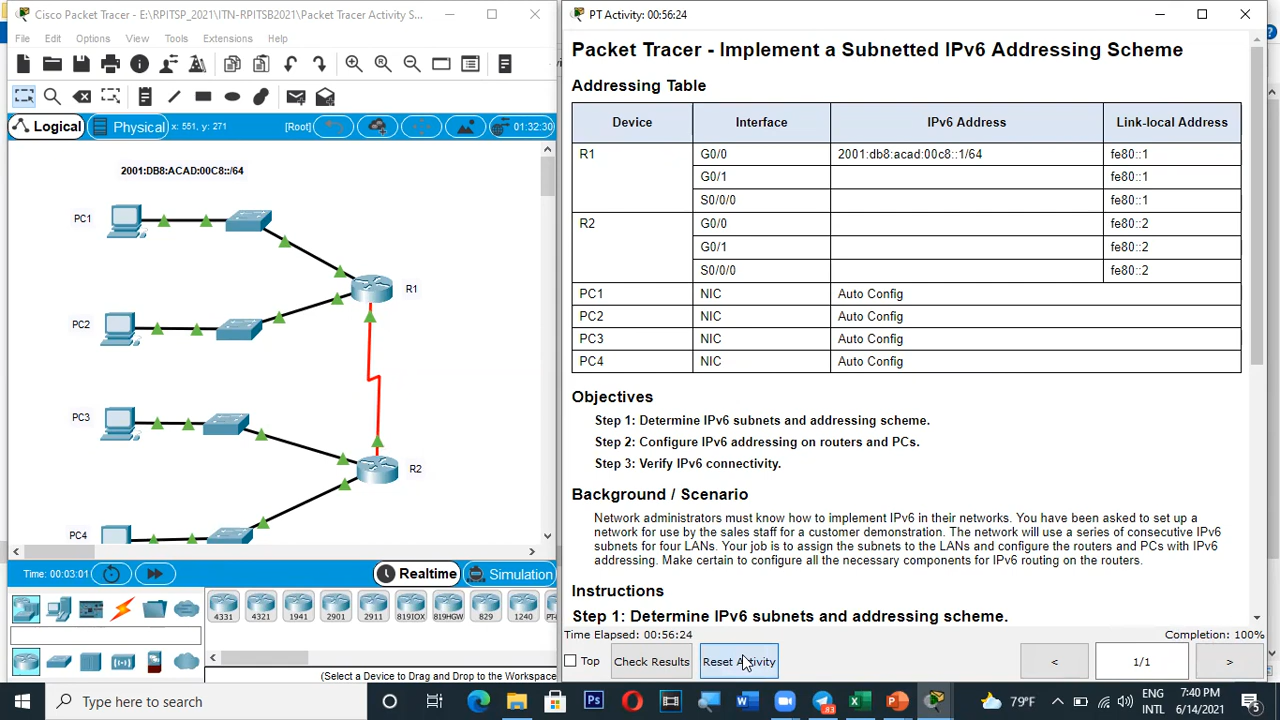 Cisco Packet Tracer - E:\RPITSP_2021\ITN-RPITSB2021\Packet Tracer Activity S...
File Edit Options View Tools Extensions Help
Logical Physical x: 551, y: 271 [Root] 01:32:30
2001:DB8:ACAD:00C8::/64
PC1
R1
PC2
PC3
R2
PC4
Time: 00:03:01 Realtime Simulation
4331 4321 1941 2901 2911 819IOX 819HGW 829 1240
(Select a Device to Drag and Drop to the Workspace
PT Activity: 00:56:24
Packet Tracer - Implement a Subnetted IPv6 Addressing Scheme
Addressing Table
Device Interface IPv6 Address Link-local Address
R1 G0/0 2001:db8:acad:00c8::1/64 fe80::1
G0/1 fe80::1
S0/0/0 fe80::1
R2 G0/0 fe80::2
G0/1 fe80::2
S0/0/0 fe80::2
PC1 NIC Auto Config
PC2 NIC Auto Config
PC3 NIC Auto Config
PC4 NIC Auto Config
Objectives
Step 1: Determine IPv6 subnets and addressing scheme.
Step 2: Configure IPv6 addressing on routers and PCs.
Step 3: Verify IPv6 connectivity.
Background / Scenario
Network administrators must know how to implement IPv6 in their networks. You have been asked to set up a
network for use by the sales staff for a customer demonstration. The network will use a series of consecutive IPv6
subnets for four LANs. Your job is to assign the subnets to the LANs and configure the routers and PCs with IPv6
addressing. Make certain to configure all the necessary components for IPv6 routing on the routers.
Instructions
Step 1: Determine IPv6 subnets and addressing scheme.
Time Elapsed: 00:56:24 Completion: 100%
Top Check Results Reset Activity < 1/1 >
Type here to search
79°F ENG INTL 7:40 PM 6/14/2021